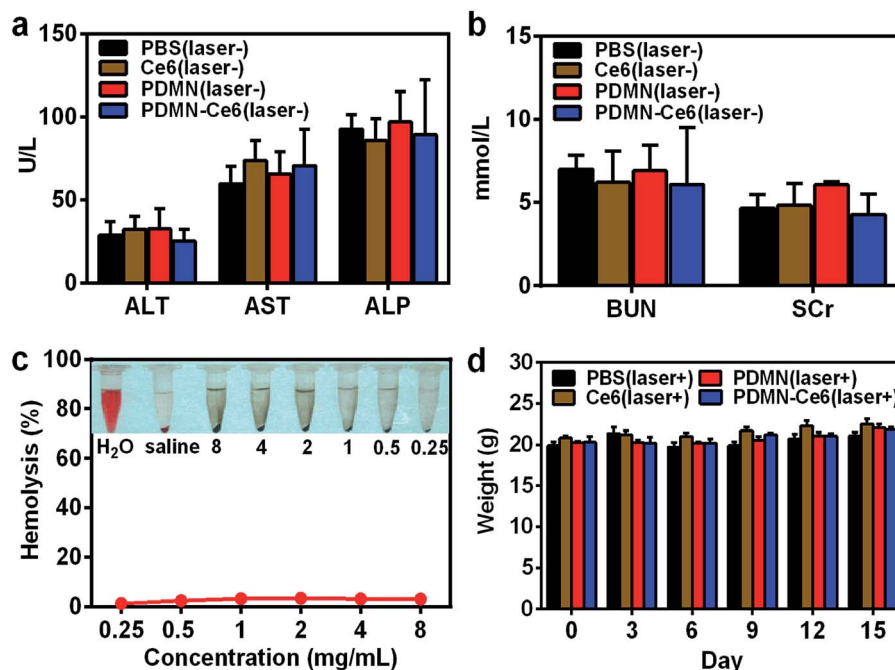 a
150
100
50
0
U/L
PBS(laser-)
Ce6(laser-)
PDMN(laser-)
PDMN-Ce6(laser-)
ALT AST ALP
b
15
10
5
0
mmol/L
PBS(laser-)
Ce6(laser-)
PDMN(laser-)
PDMN-Ce6(laser-)
BUN SCr
c
100
80
60
40
20
0
Hemolysis (%)
H₂O saline 8 4 2 1 0.5 0.25
0.25 0.5 1 2 4 8
Concentration (mg/mL)
d
30
25
20
15
10
5
0
Weight (g)
PBS(laser+) PDMN(laser+)
Ce6(laser+) PDMN-Ce6(laser+)
0 3 6 9 12 15
Day